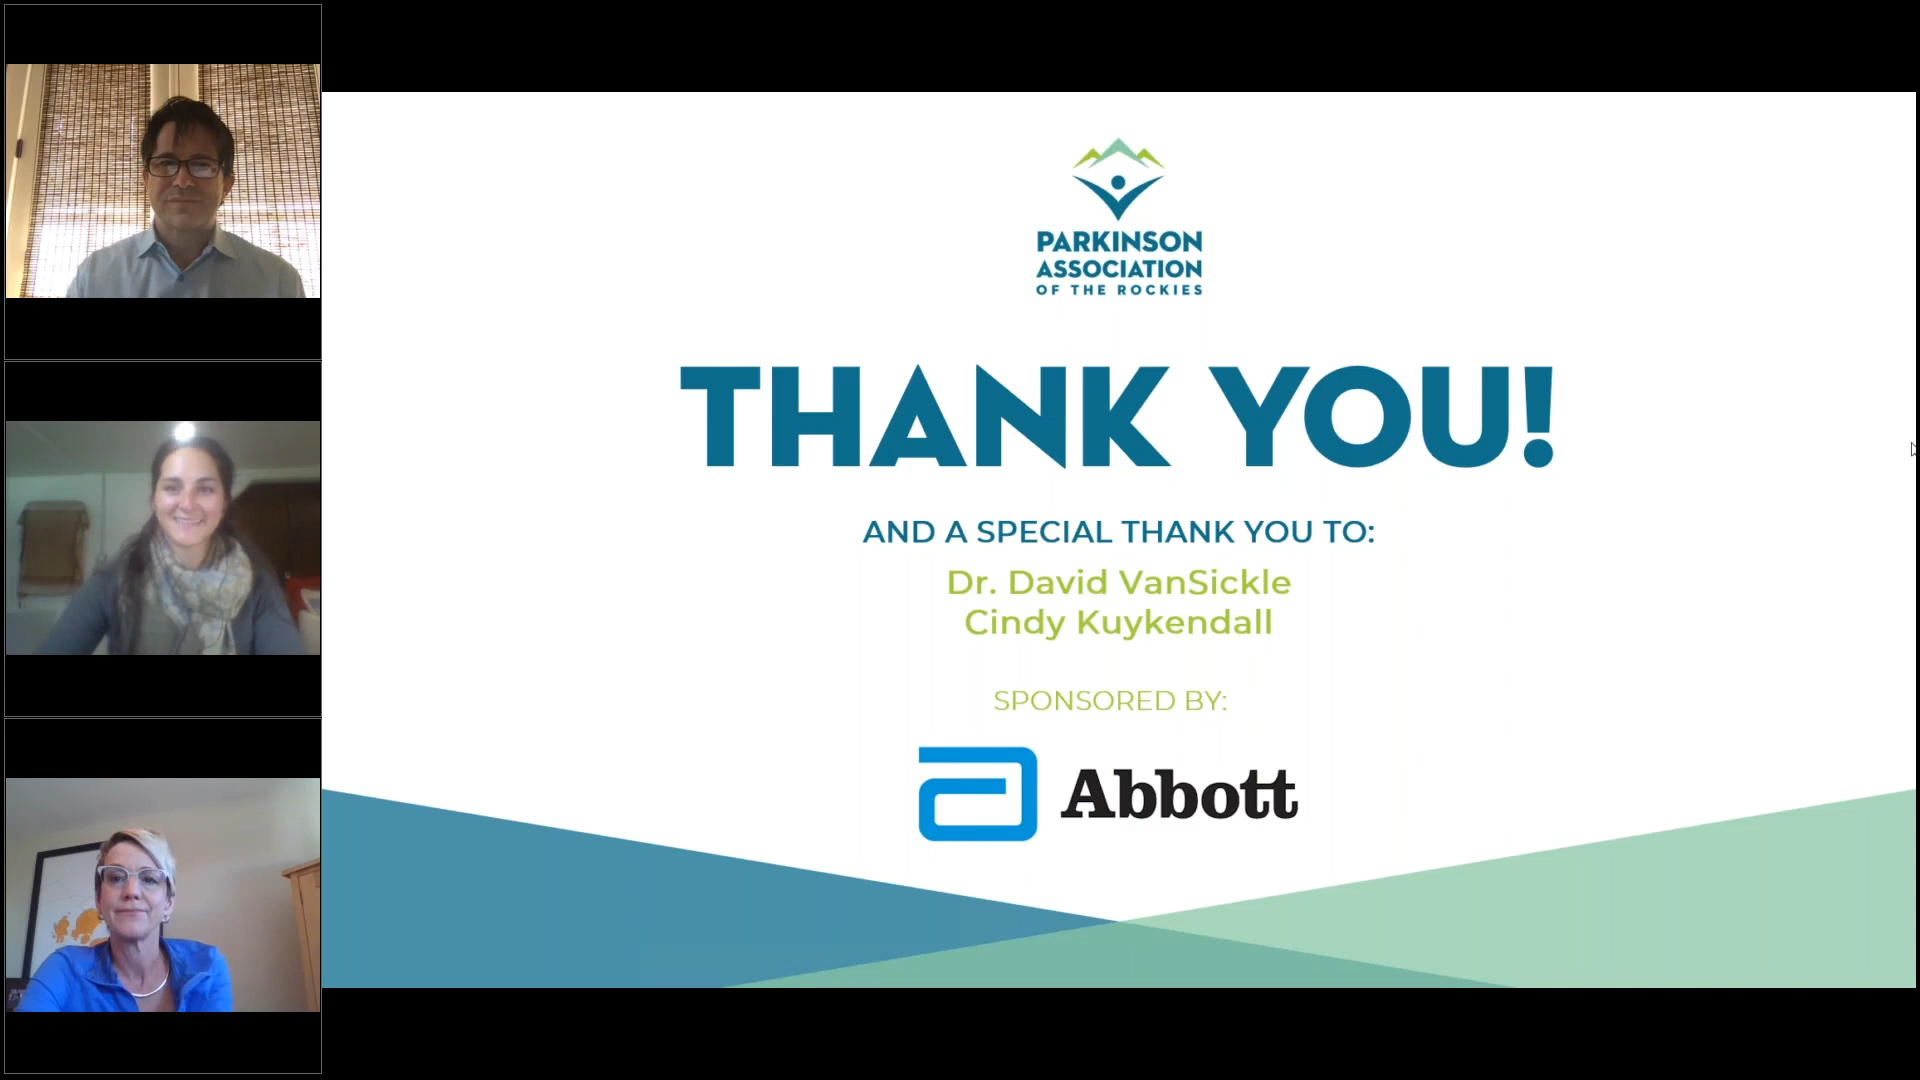 PARKINSON
ASSOCIATION
OF THE ROCKIES
THANK YOU!
AND A SPECIAL THANK YOU TO:
Dr. David VanSickle
Cindy Kuykendall
SPONSORED BY:
Abbott